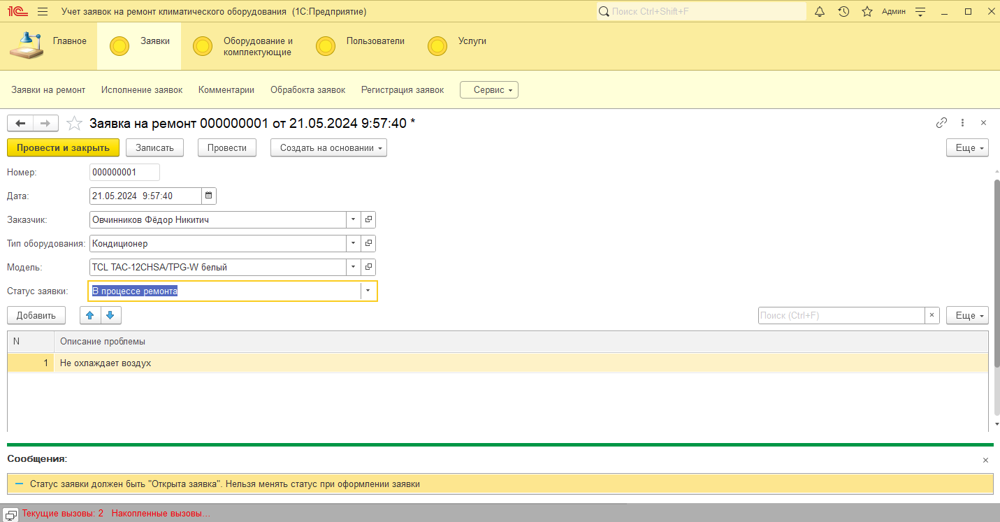 1С Учет заявок на ремонт климатического оборудования (1С:Предприятие) Поиск Ctrl+Shift+F Админ
Главное
Заявки
Оборудование и
комплектующие
Пользователи
Услуги
Заявки на ремонт Исполнение заявок Комментарии Обрабокта заявок Регистрация заявок Сервис
Заявка на ремонт 000000001 от 21.05.2024 9:57:40 *
Провести и закрыть Записать Провести Создать на основании Еще
Номер: 000000001
Дата: 21.05.2024 9:57:40
Заказчик: Овчинников Фёдор Никитич
Тип оборудования: Кондиционер
Модель: TCL TAC-12CHSA/TPG-W белый
Статус заявки: В процессе ремонта
Добавить Поиск (Ctrl+F) × Еще
N Описание проблемы
1 Не охлаждает воздух
Сообщения:
Статус заявки должен быть "Открыта заявка". Нельзя менять статус при оформлении заявки
Текущие вызовы: 2 Накопленные вызовы...